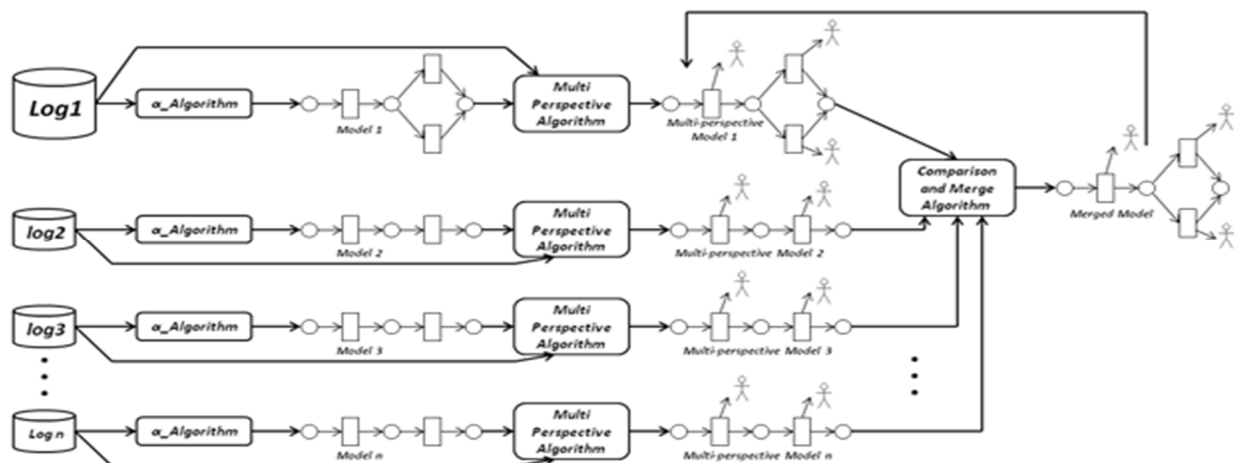 Log1
α_Algorithm
Model 1
Multi
Perspective
Algorithm
Multi-perspective
Model 1
Comparison
and Merge
Algorithm
Merged Model
log2
α_Algorithm
Model 2
Multi
Perspective
Algorithm
Multi-perspective Model 2
log3
α_Algorithm
Model 3
Multi
Perspective
Algorithm
Multi-perspective Model 3
Log n
α_Algorithm
Model n
Multi
Perspective
Algorithm
Multi-perspective Model n